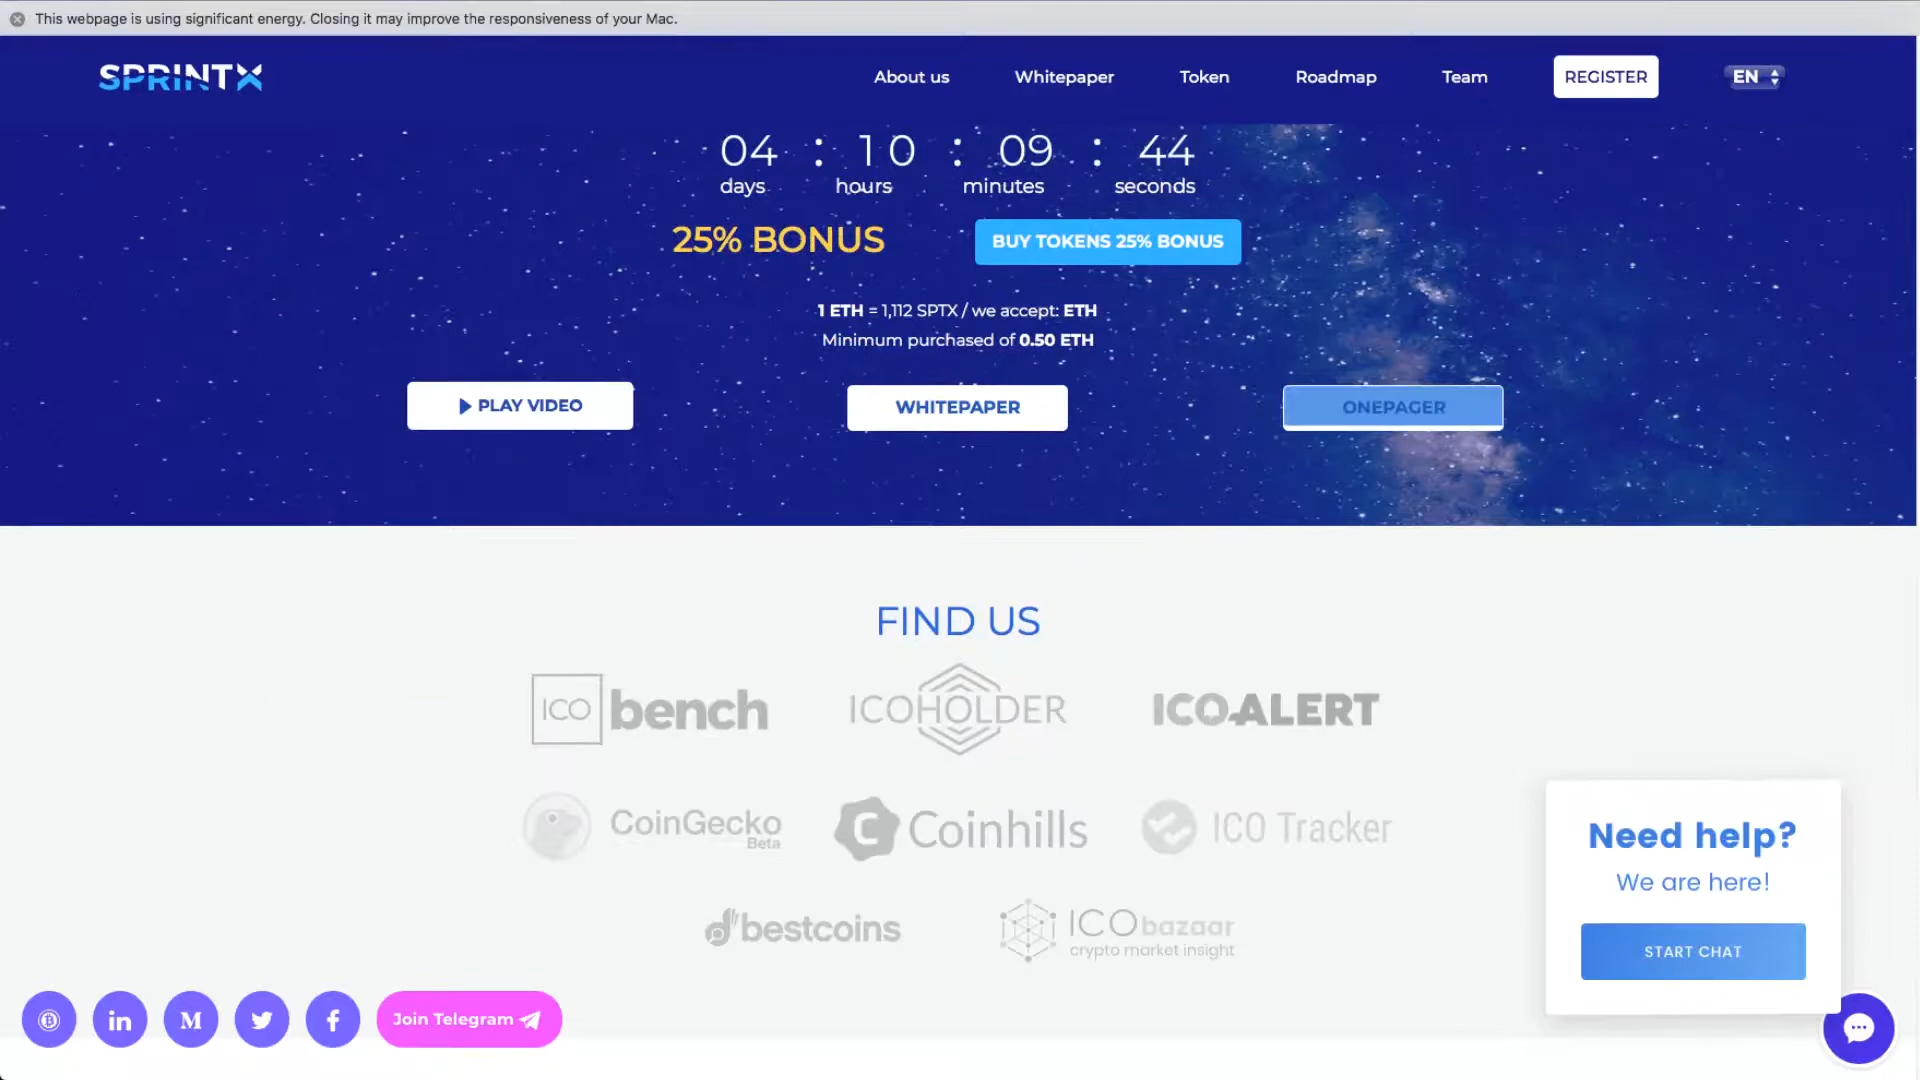 This webpage is using significant energy. Closing it may improve the responsiveness of your Mac.
SPRINTX
About us
Whitepaper
Token
Roadmap
Team
REGISTER
EN
04 : 10 : 09 : 44
days hours minutes seconds
25% BONUS
BUY TOKENS 25% BONUS
1 ETH = 1,112 SPTX / we accept: ETH
Minimum purchased of 0.50 ETH
PLAY VIDEO
WHITEPAPER
ONEPAGER
FIND US
ICO bench
ICOHOLDER
ICOALERT
CoinGecko
Beta
Coinhills
ICO Tracker
bestcoins
ICObazaar
crypto market insight
Need help?
We are here!
START CHAT
Join Telegram